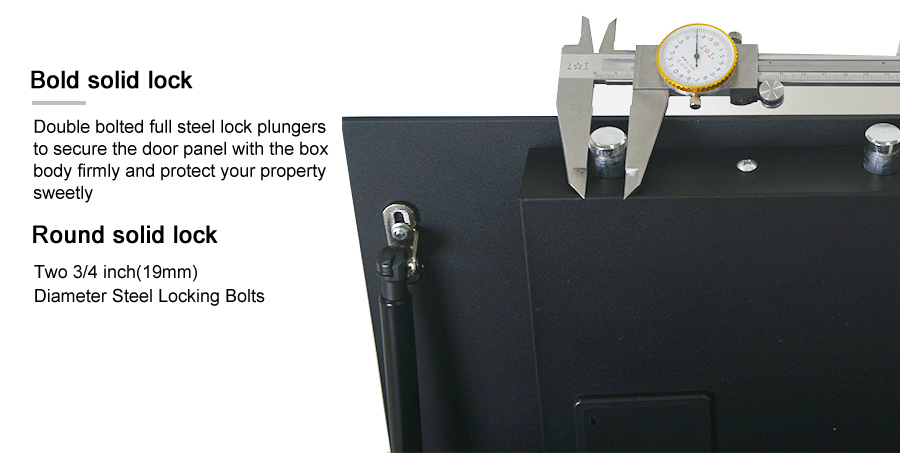 Bold solid lock
Double bolted full steel lock plungers
to secure the door panel with the box
body firmly and protect your property
sweetly
Round solid lock
Two 3/4 inch(19mm)
Diameter Steel Locking Bolts